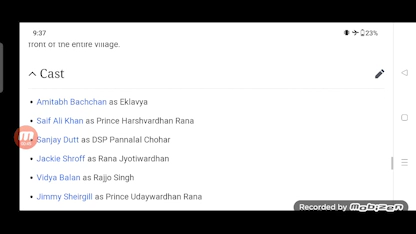 9:37
23%
front of the entire village.
Cast
Amitabh Bachchan as Eklavya
Saif Ali Khan as Prince Harshvardhan Rana
Sanjay Dutt as DSP Pannalal Chohar
Jackie Shroff as Rana Jyotiwardhan
Vidya Balan as Rajjo Singh
Jimmy Sheirgill as Prince Udaywardhan Rana
Recorded by Mobizen